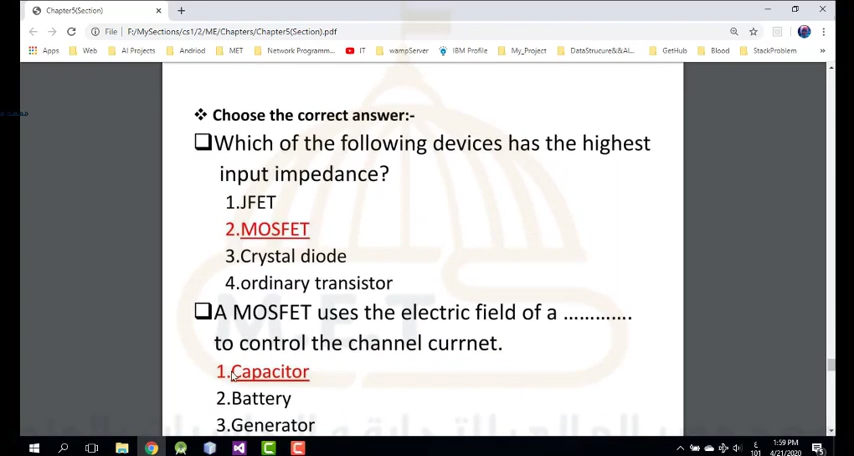 Chapter5(Section)
File
F:/MySections/cs1/2/ME/Chapters/Chapter5(Section).pdf
Apps
Web
AI Projects
Andriod
MET
Network Programm...
IT
wampServer
IBM Profile
My_Project
DataStrucure&&Al...
GetHub
Blood
StackProblem
»
❖ Choose the correct answer:-
Which of the following devices has the highest
input impedance?
1.JFET
2.MOSFET
3.Crystal diode
4.ordinary transistor
A MOSFET uses the electric field of a ………….
to control the channel currnet.
1.Capacitor
2.Battery
3.Generator
M.E.T
1:59 PM
4/21/2020